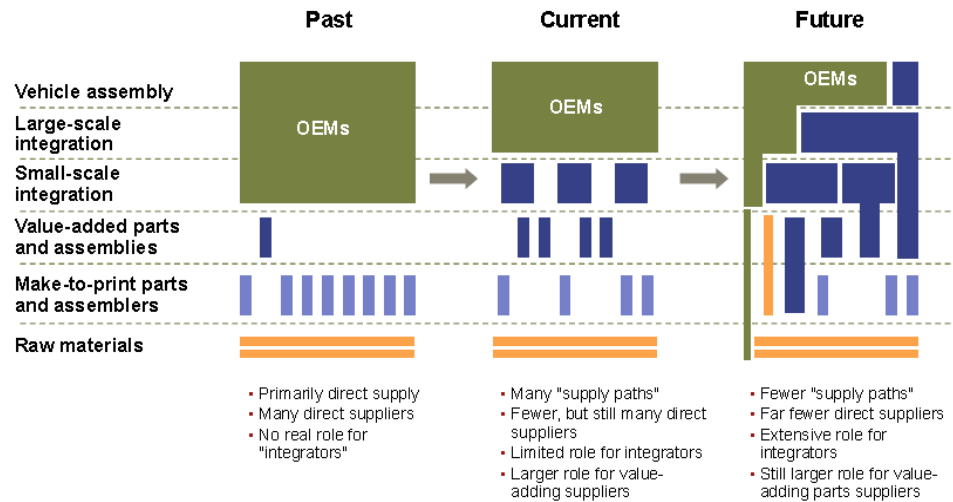 Past
Current
Future
Vehicle assembly
Large-scale
integration
Small-scale
integration
Value-added parts
and assemblies
Make-to-print parts
and assemblers
Raw materials
OEMs
OEMs
OEMs
▪ Primarily direct supply
▪ Many direct suppliers
▪ No real role for
"integrators"
▪ Many "supply paths"
▪ Fewer, but still many direct
suppliers
▪ Limited role for integrators
▪ Larger role for value-
adding suppliers
▪ Fewer "supply paths"
▪ Far fewer direct suppliers
▪ Extensive role for
integrators
▪ Still larger role for value-
adding parts suppliers